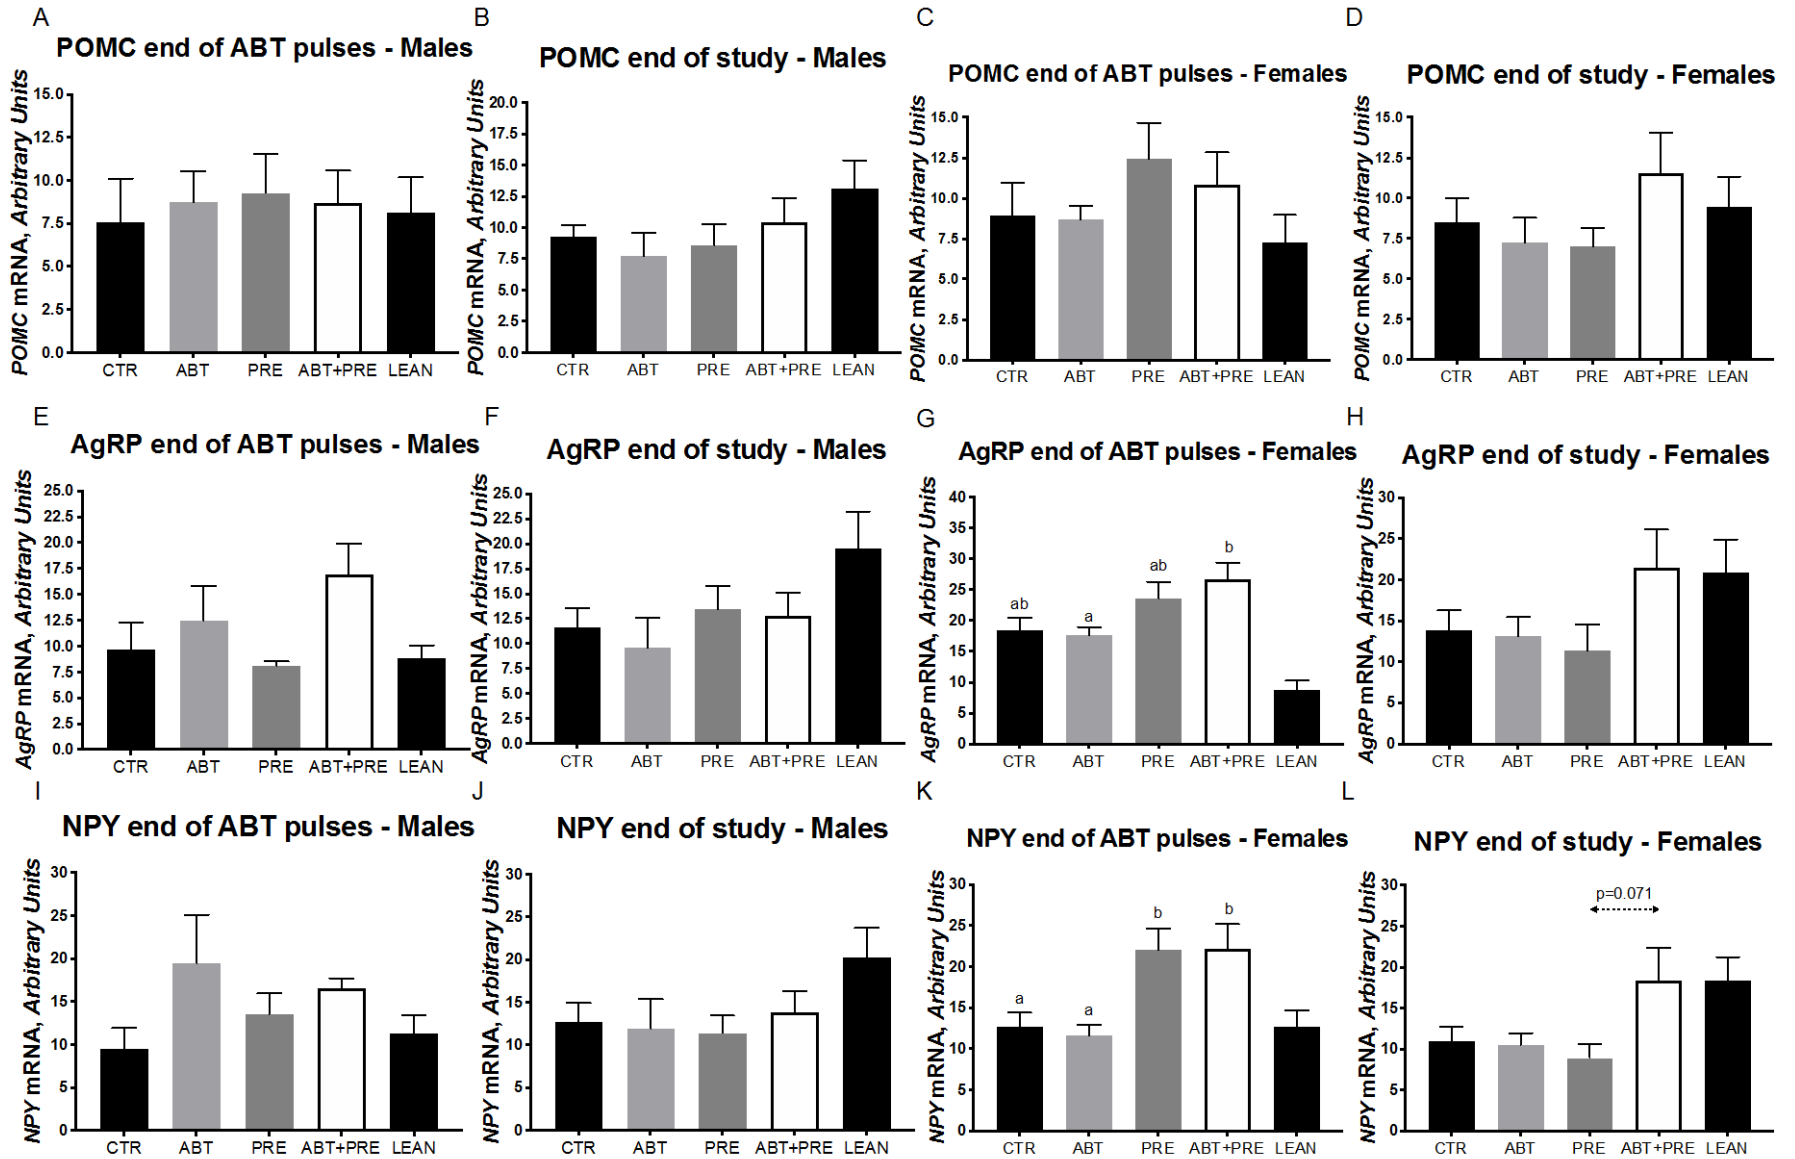 A
POMC end of ABT pulses - Males
POMC mRNA, Arbitrary Units
15.0
12.5
10.0
7.5
5.0
2.5
0.0
CTR ABT PRE ABT+PRE LEAN
B
POMC end of study - Males
POMC mRNA, Arbitrary Units
20.0
17.5
15.0
12.5
10.0
7.5
5.0
2.5
0.0
CTR ABT PRE ABT+PRE LEAN
C
POMC end of ABT pulses - Females
POMC mRNA, Arbitrary Units
15.0
12.5
10.0
7.5
5.0
2.5
0.0
CTR ABT PRE ABT+PRE LEAN
D
POMC end of study - Females
POMC mRNA, Arbitrary Units
15.0
12.5
10.0
7.5
5.0
2.5
0.0
CTR ABT PRE ABT+PRE LEAN
E
AgRP end of ABT pulses - Males
AgRP mRNA, Arbitrary Units
25.0
22.5
20.0
17.5
15.0
12.5
10.0
7.5
5.0
2.5
0.0
CTR ABT PRE ABT+PRE LEAN
F
AgRP end of study - Males
AgRP mRNA, Arbitrary Units
25.0
22.5
20.0
17.5
15.0
12.5
10.0
7.5
5.0
2.5
0.0
CTR ABT PRE ABT+PRE LEAN
G
AgRP end of ABT pulses - Females
AgRP mRNA, Arbitrary Units
40
35
30
25
20
15
10
5
0
ab a ab b
CTR ABT PRE ABT+PRE LEAN
H
AgRP end of study - Females
AgRP mRNA, Arbitrary Units
30
25
20
15
10
5
0
CTR ABT PRE ABT+PRE LEAN
I
NPY end of ABT pulses - Males
NPY mRNA, Arbitrary Units
30
25
20
15
10
5
0
CTR ABT PRE ABT+PRE LEAN
J
NPY end of study - Males
NPY mRNA, Arbitrary Units
30
25
20
15
10
5
0
CTR ABT PRE ABT+PRE LEAN
K
NPY end of ABT pulses - Females
NPY mRNA, Arbitrary Units
30
25
20
15
10
5
0
a a b b
CTR ABT PRE ABT+PRE LEAN
L
NPY end of study - Females
NPY mRNA, Arbitrary Units
30
25
20
15
10
5
0
p=0.071
CTR ABT PRE ABT+PRE LEAN